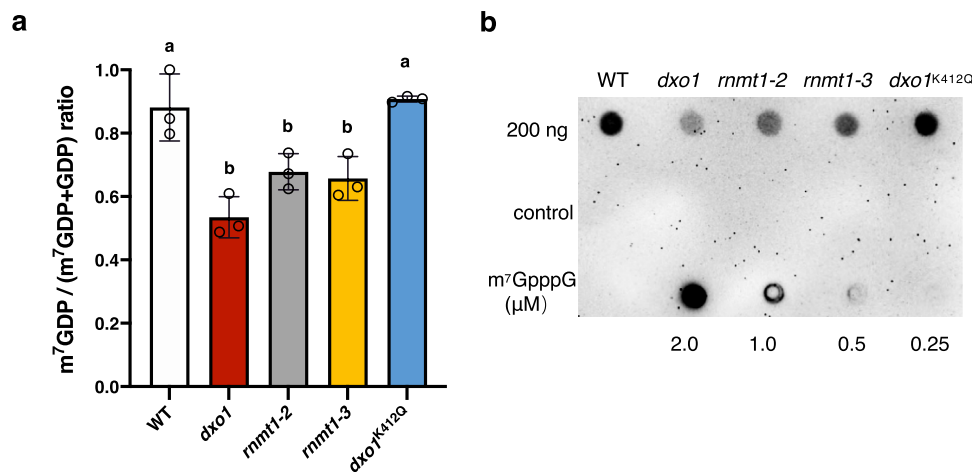 a
m⁷GDP / (m⁷GDP+GDP) ratio
1.0
0.8
0.6
0.4
0.2
0.0
a
b
b
b
a
WT
dxo1
rnmt1-2
rnmt1-3
dxo1ᴷ⁴¹²Q
b
WT dxo1 rnmt1-2 rnmt1-3 dxo1ᴷ⁴¹²Q
200 ng
control
m⁷GpppG
(μM)
2.0 1.0 0.5 0.25